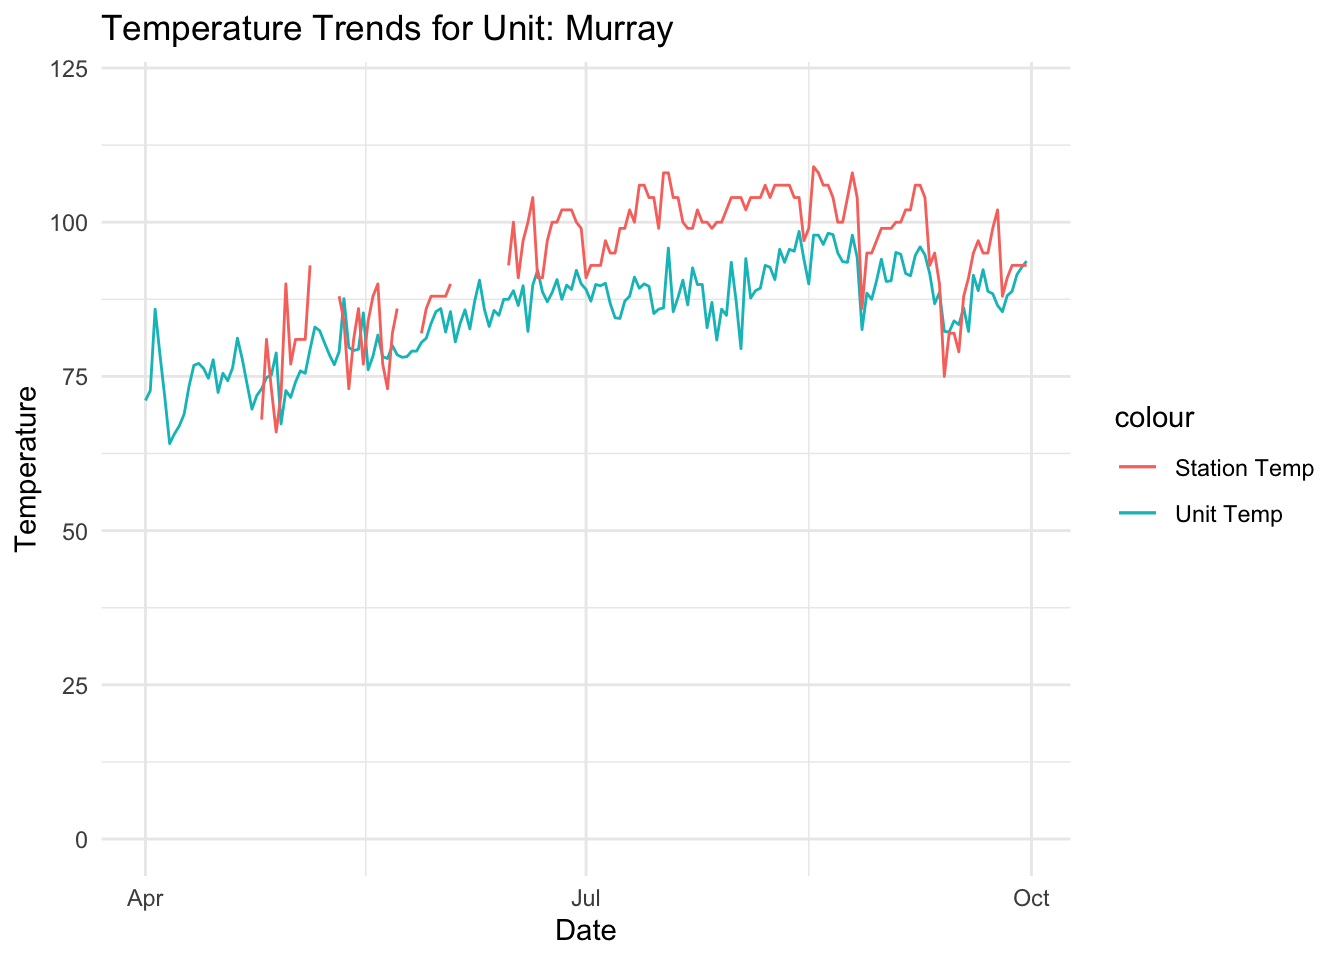 Temperature Trends for Unit: Murray
125
100
75
50
25
0
Temperature
Apr
Jul
Oct
Date
colour
Station Temp
Unit Temp